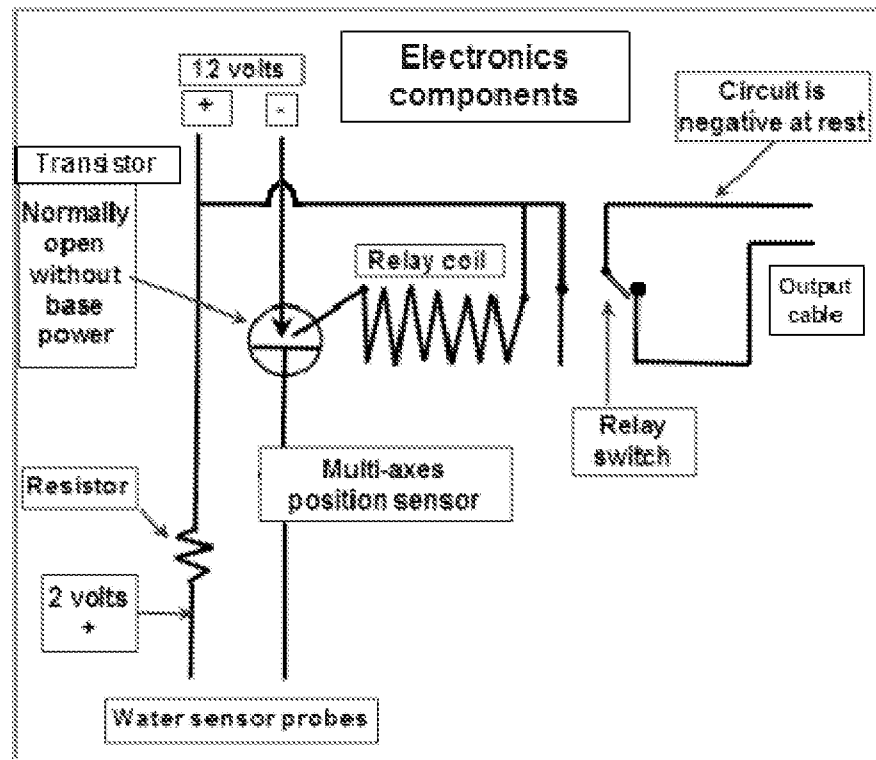 Electronics
components
12 volts
+ -
Circuit is
negative at rest
Transistor
Normally
open
without
base
power
Relay coil
Output
cable
Relay
switch
Multi-axes
position sensor
Resistor
2 volts
+
Water sensor probes